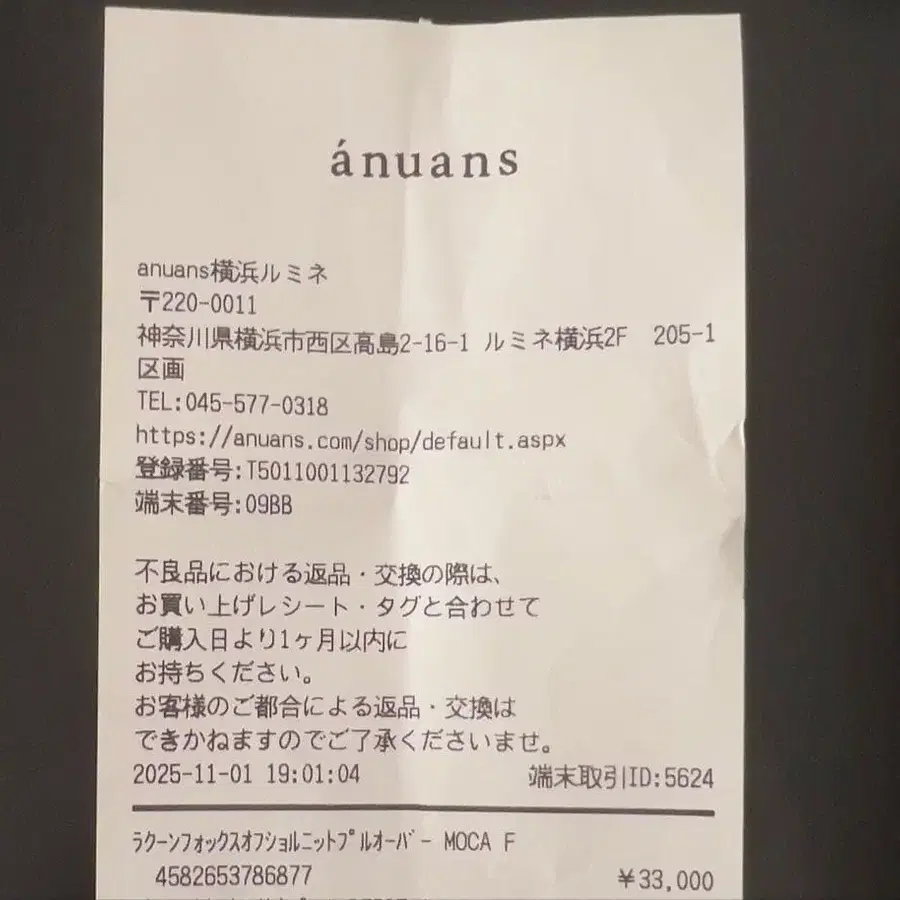 ánuans
anuans横浜ルミネ
〒220-0011
神奈川県横浜市西区高島2-16-1 ルミネ横浜2F 205-1
区画
TEL:045-577-0318
https://anuans.com/shop/default.aspx
登録番号:T5011001132792
端末番号:09BB
不良品における返品・交換の際は、
お買い上げレシート・タグと合わせて
ご購入日より1ヶ月以内に
お持ちください。
お客様のご都合による返品・交換は
できかねますのでご了承くださいませ。
2025-11-01 19:01:04 端末取引ID:5624
ラクーンフォックスオフショルニットプルオーバー MOCA F
4582653786877 ¥33,000